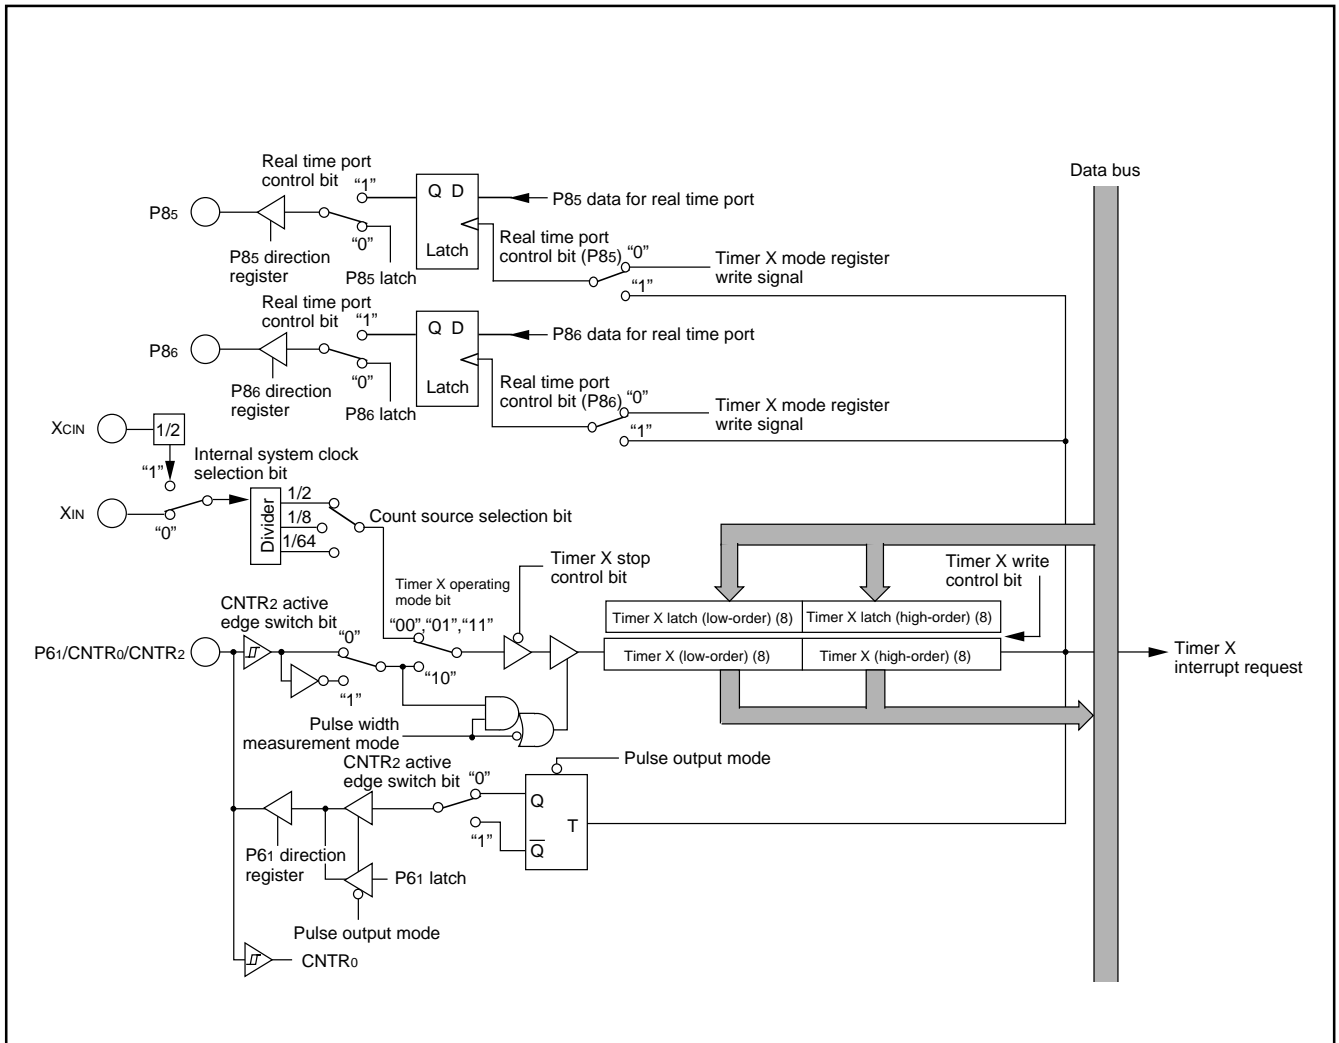 Data bus
Real time port
control bit “1”
Q D
P85
P85 data for real time port
“0”
Latch
P85 direction
register
P85 latch
Real time port
control bit (P85) “0”
Timer X mode register
write signal
“1”
Real time port
control bit “1”
Q D
P86 data for real time port
P86
“0”
Latch
P86 direction
register
P86 latch
Real time port
control bit (P86) “0”
Timer X mode register
write signal
“1”
XCIN
1/2
“1”
Internal system clock
selection bit
XIN
“0”
Divider
1/2
1/8
1/64
Count source selection bit
Timer X stop
control bit
Timer X write
control bit
Timer X operating
mode bit
“00”,“01”,“11”
CNTR2 active
edge switch bit
“0”
Timer X latch (low-order) (8)
Timer X latch (high-order) (8)
P61/CNTR0/CNTR2
Timer X (low-order) (8)
Timer X (high-order) (8)
Timer X
interrupt request
“10”
“1”
Pulse width
measurement mode
Pulse output mode
CNTR2 active
edge switch bit
“0”
Q
T
“1”
Q
P61 direction
register
P61 latch
Pulse output mode
CNTR0